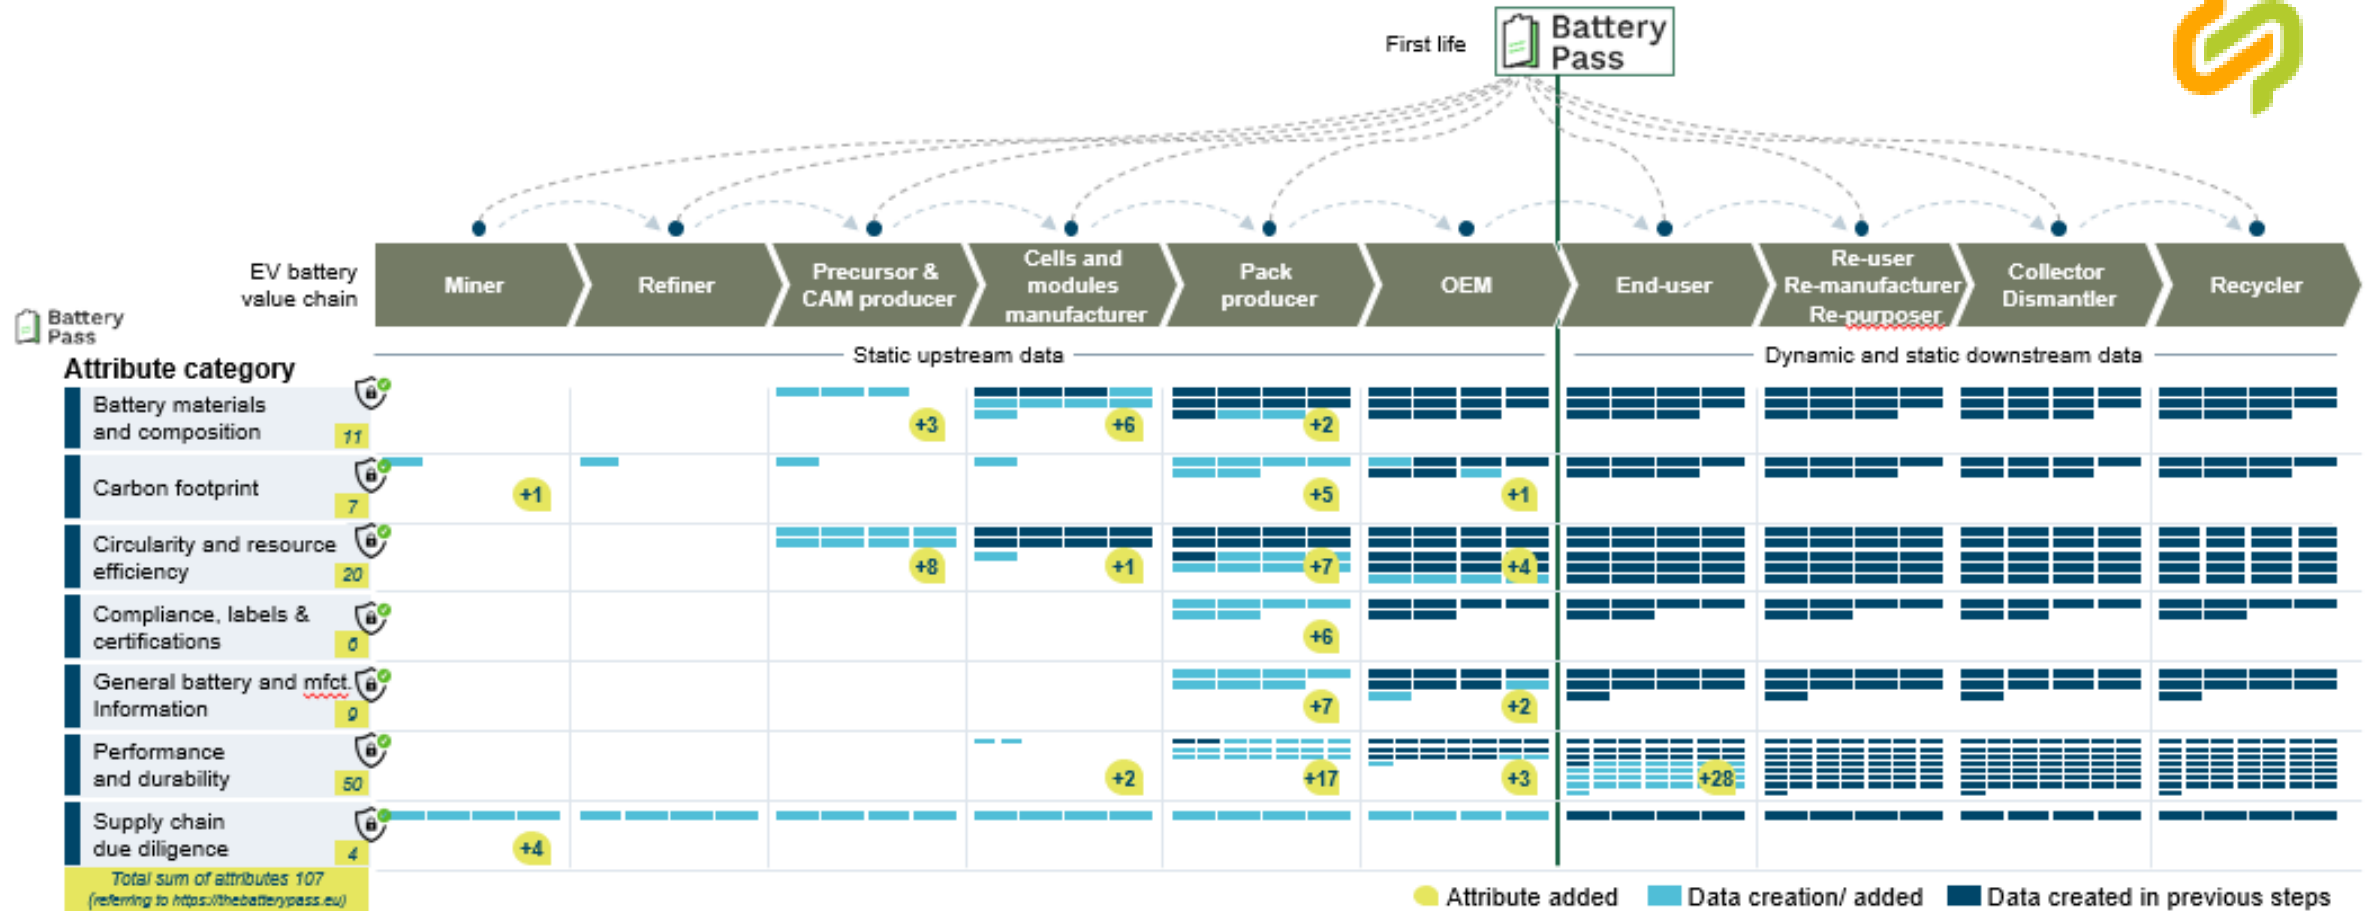 First life
Battery
Pass
EV battery
value chain
Miner
Refiner
Precursor &
CAM producer
Cells and
modules
manufacturer
Pack
producer
OEM
End-user
Re-user
Re-manufacturer
Re-purposer
Collector
Dismantler
Recycler
Battery
Pass
Static upstream data
Dynamic and static downstream data
Attribute category
Battery materials
and composition
11
+3
+6
+2
Carbon footprint
7
+1
+5
+1
Circularity and resource
efficiency
20
+8
+1
+7
+4
Compliance, labels &
certifications
6
+6
General battery and mfct.
Information
9
+7
+2
Performance
and durability
50
+2
+17
+3
+28
Supply chain
due diligence
4
+4
Total sum of attributes 107
(referring to https://thebatterypass.eu)
Attribute added
Data creation/ added
Data created in previous steps